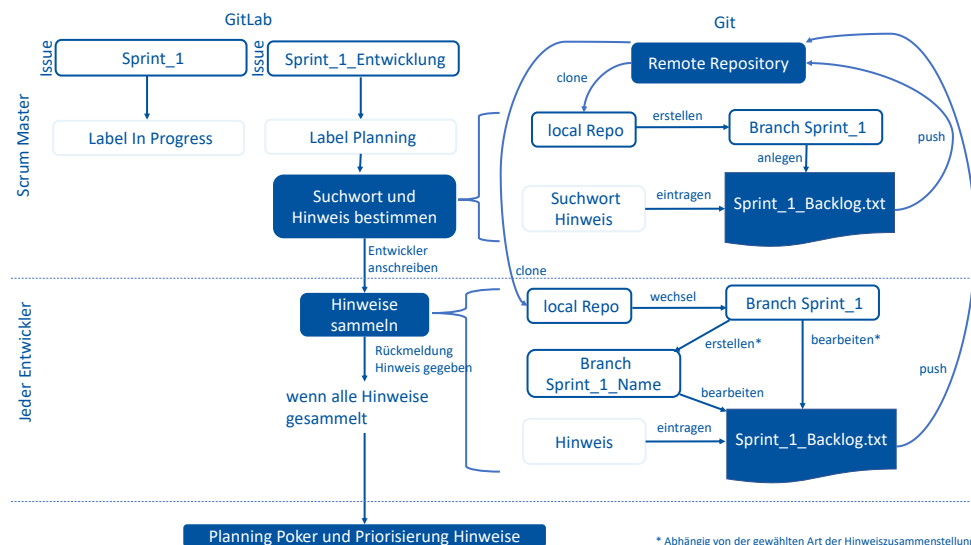 GitLab
Git
Issue
Sprint_1
Issue
Sprint_1_Entwicklung
Remote Repository
clone
Scrum Master
Label In Progress
Label Planning
local Repo
erstellen
Branch Sprint_1
push
anlegen
Suchwort und
Hinweis bestimmen
Suchwort
Hinweis
eintragen
Sprint_1_Backlog.txt
Entwickler
anschreiben
clone
Jeder Entwickler
Hinweise
sammeln
local Repo
wechsel
Branch Sprint_1
erstellen*
bearbeiten*
Rückmeldung
Hinweis gegeben
Branch
Sprint_1_Name
push
wenn alle Hinweise
gesammelt
bearbeiten
Hinweis
eintragen
Sprint_1_Backlog.txt
Planning Poker und Priorisierung Hinweise
* Abhängig von der gewählten Art der Hinweiszusammenstellun